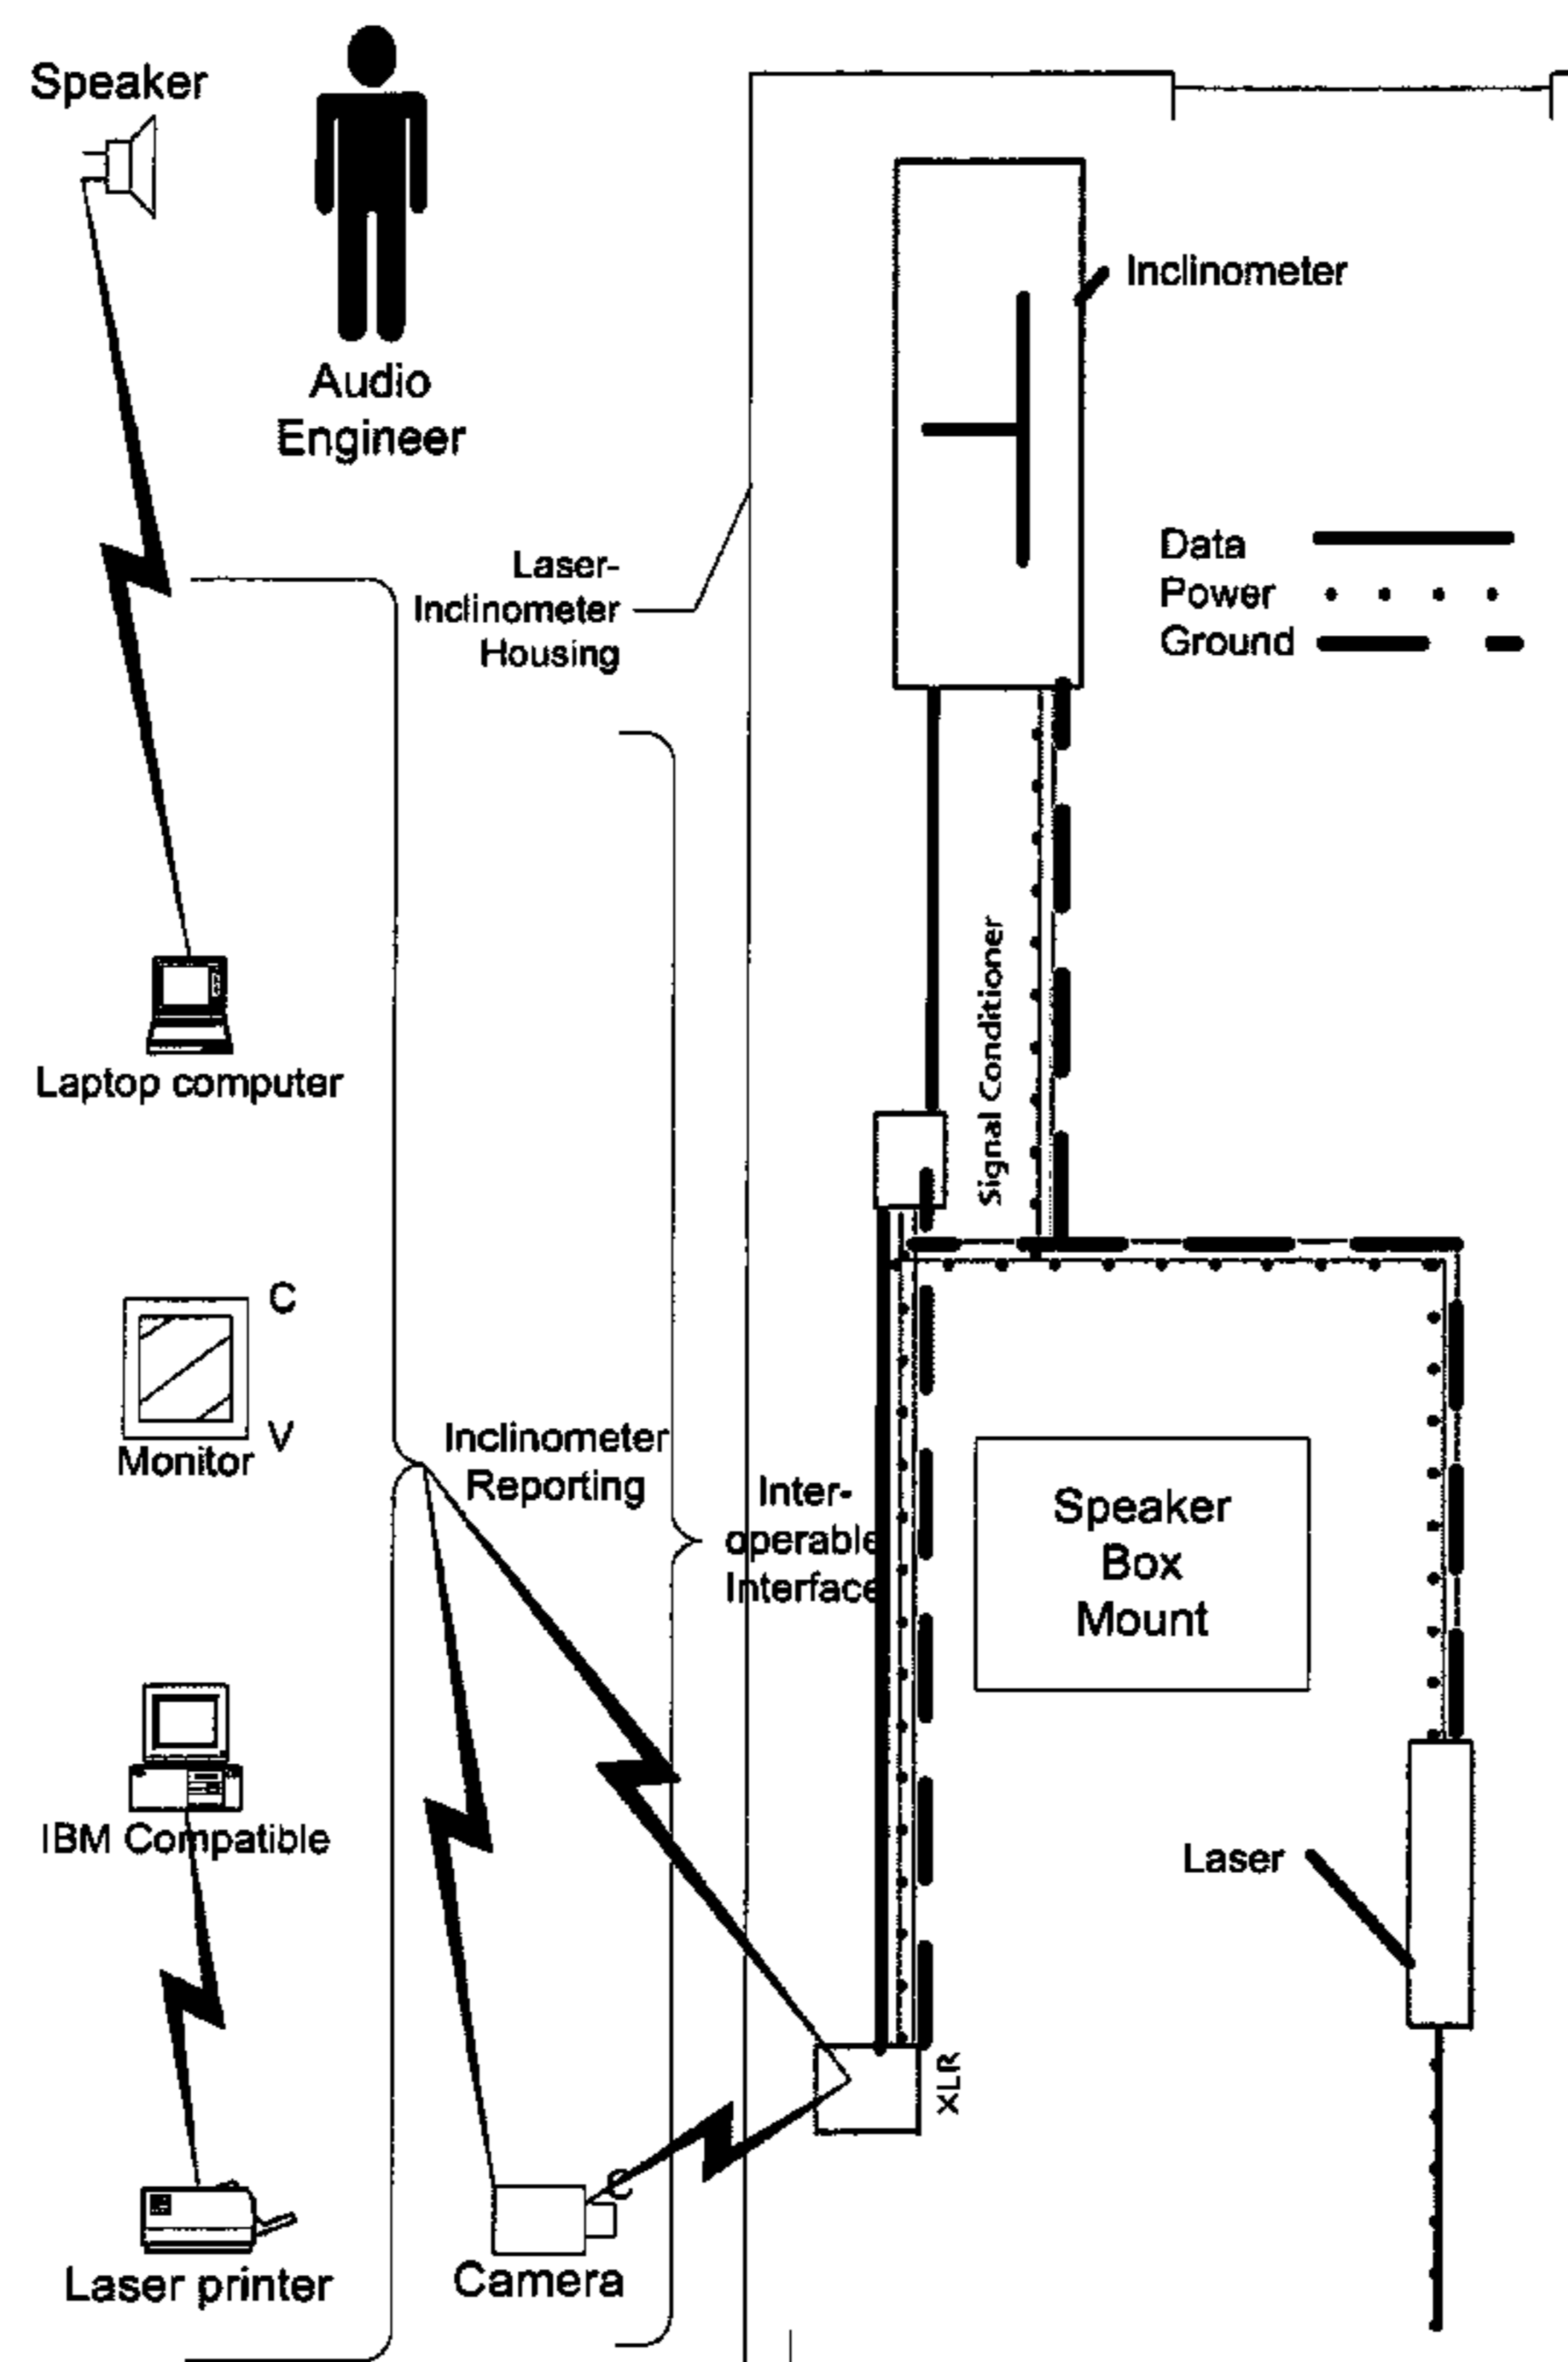 Speaker
Audio
Engineer
Inclinometer
Laser-
Inclinometer
Housing
Data
Power
Ground
Signal Conditioner
Laptop computer
C
V
Monitor
Inclinometer
Reporting
Inter-
operable
Interface
Speaker
Box
Mount
IBM Compatible
Laser
XLR
C
Laser printer
Camera